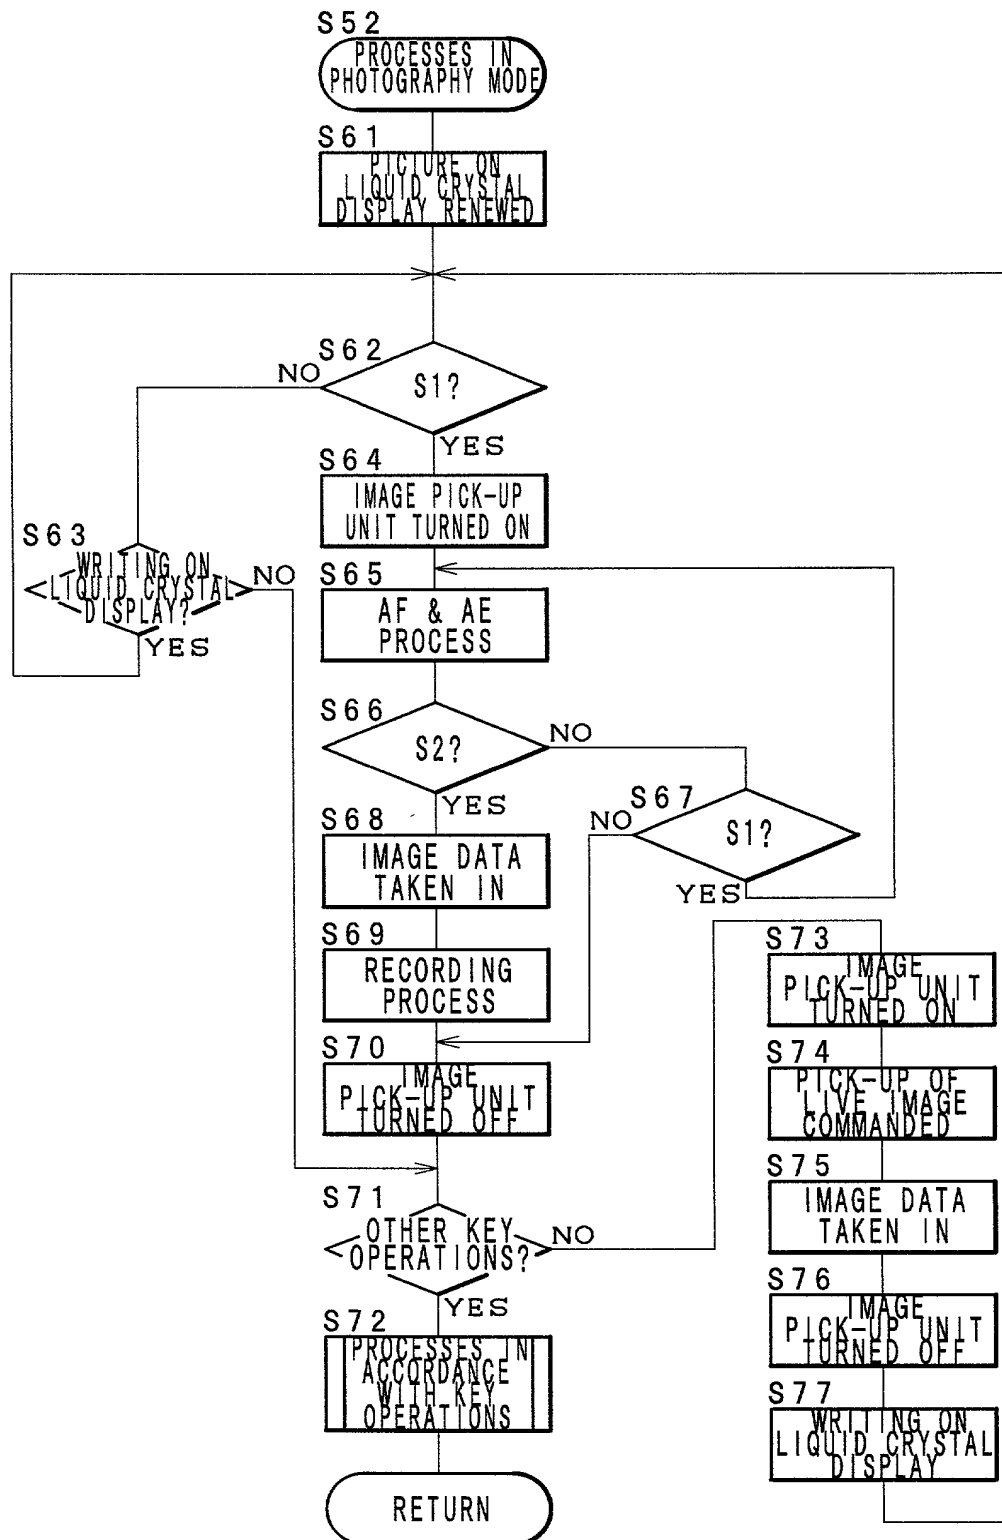 S52
PROCESSES IN
PHOTOGRAPHY MODE
S61
PICTURE ON
LIQUID CRYSTAL
DISPLAY RENEWED
S62
NO
S1?
YES
S64
IMAGE PICK-UP
UNIT TURNED ON
S63
WRITING ON
LIQUID CRYSTAL
DISPLAY?
NO
YES
S65
AF & AE
PROCESS
S66
S2?
NO
YES
S67
NO
S1?
YES
S68
IMAGE DATA
TAKEN IN
S69
RECORDING
PROCESS
S70
IMAGE
PICK-UP UNIT
TURNED OFF
S71
OTHER KEY
OPERATIONS?
NO
YES
S72
PROCESSES IN
ACCORDANCE
WITH KEY
OPERATIONS
RETURN
S73
IMAGE
PICK-UP UNIT
TURNED ON
S74
PICK-UP OF
LIVE IMAGE
COMMANDED
S75
IMAGE DATA
TAKEN IN
S76
IMAGE
PICK-UP UNIT
TURNED OFF
S77
WRITING ON
LIQUID CRYSTAL
DISPLAY